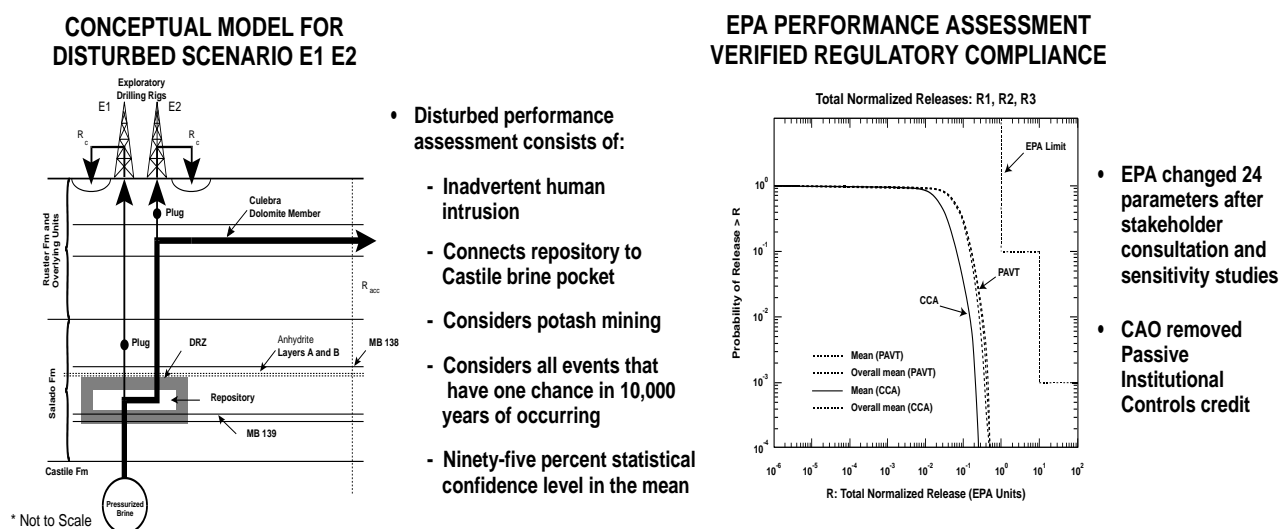 CONCEPTUAL MODEL FOR
DISTURBED SCENARIO E1 E2
Exploratory
Drilling Rigs
E1
E2
R
c
R
c
Plug
Culebra
Dolomite Member
Rustler Fm and
Overlying Units
R
acc
Plug
DRZ
Anhydrite
Layers A and B
MB 138
Salado Fm
Repository
MB 139
Castile Fm
Pressurized
Brine
* Not to Scale
• Disturbed performance
assessment consists of:
- Inadvertent human
intrusion
- Connects repository to
Castile brine pocket
- Considers potash mining
- Considers all events that
have one chance in 10,000
years of occurring
- Ninety-five percent statistical
confidence level in the mean
EPA PERFORMANCE ASSESSMENT
VERIFIED REGULATORY COMPLIANCE
Total Normalized Releases: R1, R2, R3
Probability of Release > R
10^0
10^-1
10^-2
10^-3
10^-4
EPA Limit
PAVT
CCA
Mean (PAVT)
Overall mean (PAVT)
Mean (CCA)
Overall mean (CCA)
10^-6 10^-5 10^-4 10^-3 10^-2 10^-1 10^0 10^1 10^2
R: Total Normalized Release (EPA Units)
• EPA changed 24
parameters after
stakeholder
consultation and
sensitivity studies
• CAO removed
Passive
Institutional
Controls credit